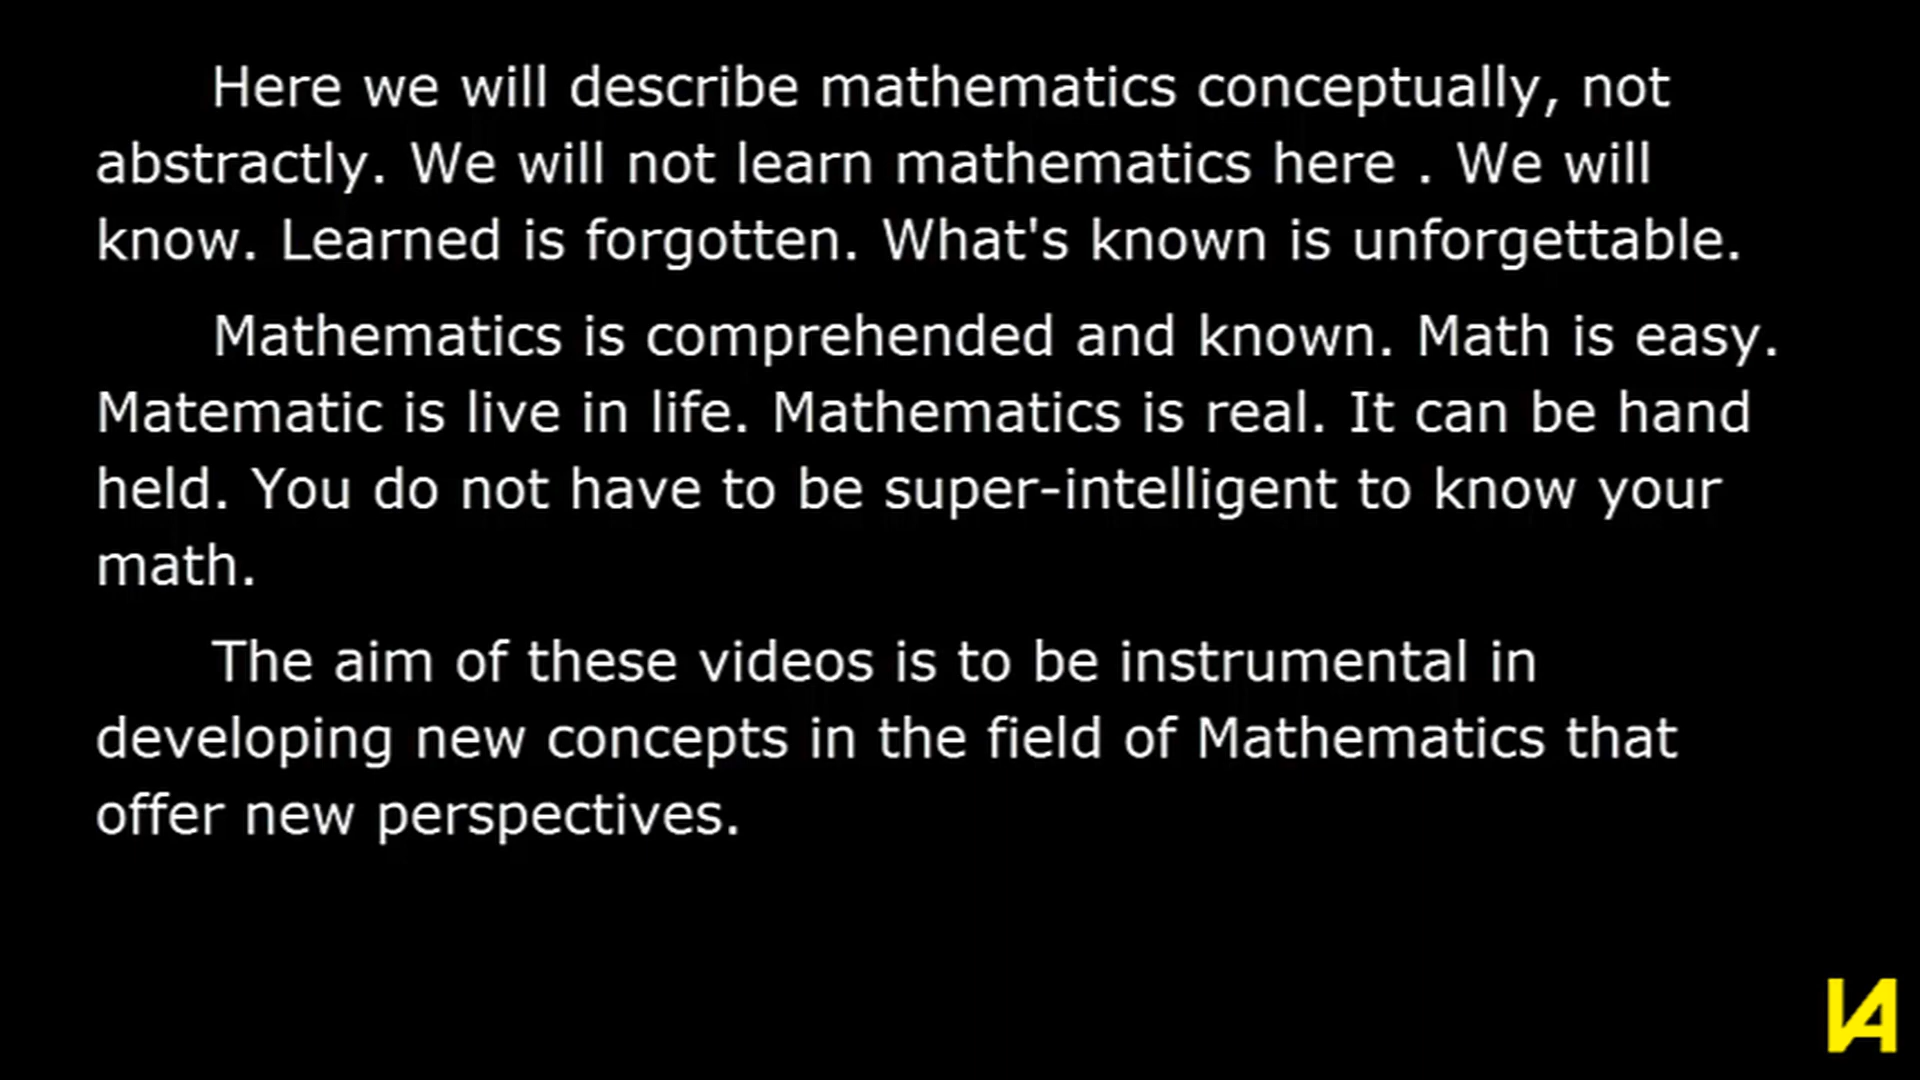 Here we will describe mathematics conceptually, not
abstractly. We will not learn mathematics here . We will
know. Learned is forgotten. What's known is unforgettable.
Mathematics is comprehended and known. Math is easy.
Matematic is live in life. Mathematics is real. It can be hand
held. You do not have to be super-intelligent to know your
math.
The aim of these videos is to be instrumental in
developing new concepts in the field of Mathematics that
offer new perspectives.